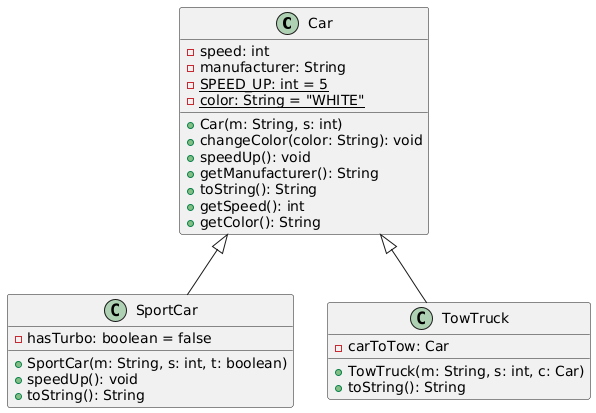 C Car
speed: int
manufacturer: String
SPEED_UP: int = 5
color: String = "WHITE"
Car(m: String, s: int)
changeColor(color: String): void
speedUp(): void
getManufacturer(): String
toString(): String
getSpeed(): int
getColor(): String
C SportCar
hasTurbo: boolean = false
SportCar(m: String, s: int, t: boolean)
speedUp(): void
toString(): String
C TowTruck
carToTow: Car
TowTruck(m: String, s: int, c: Car)
toString(): String